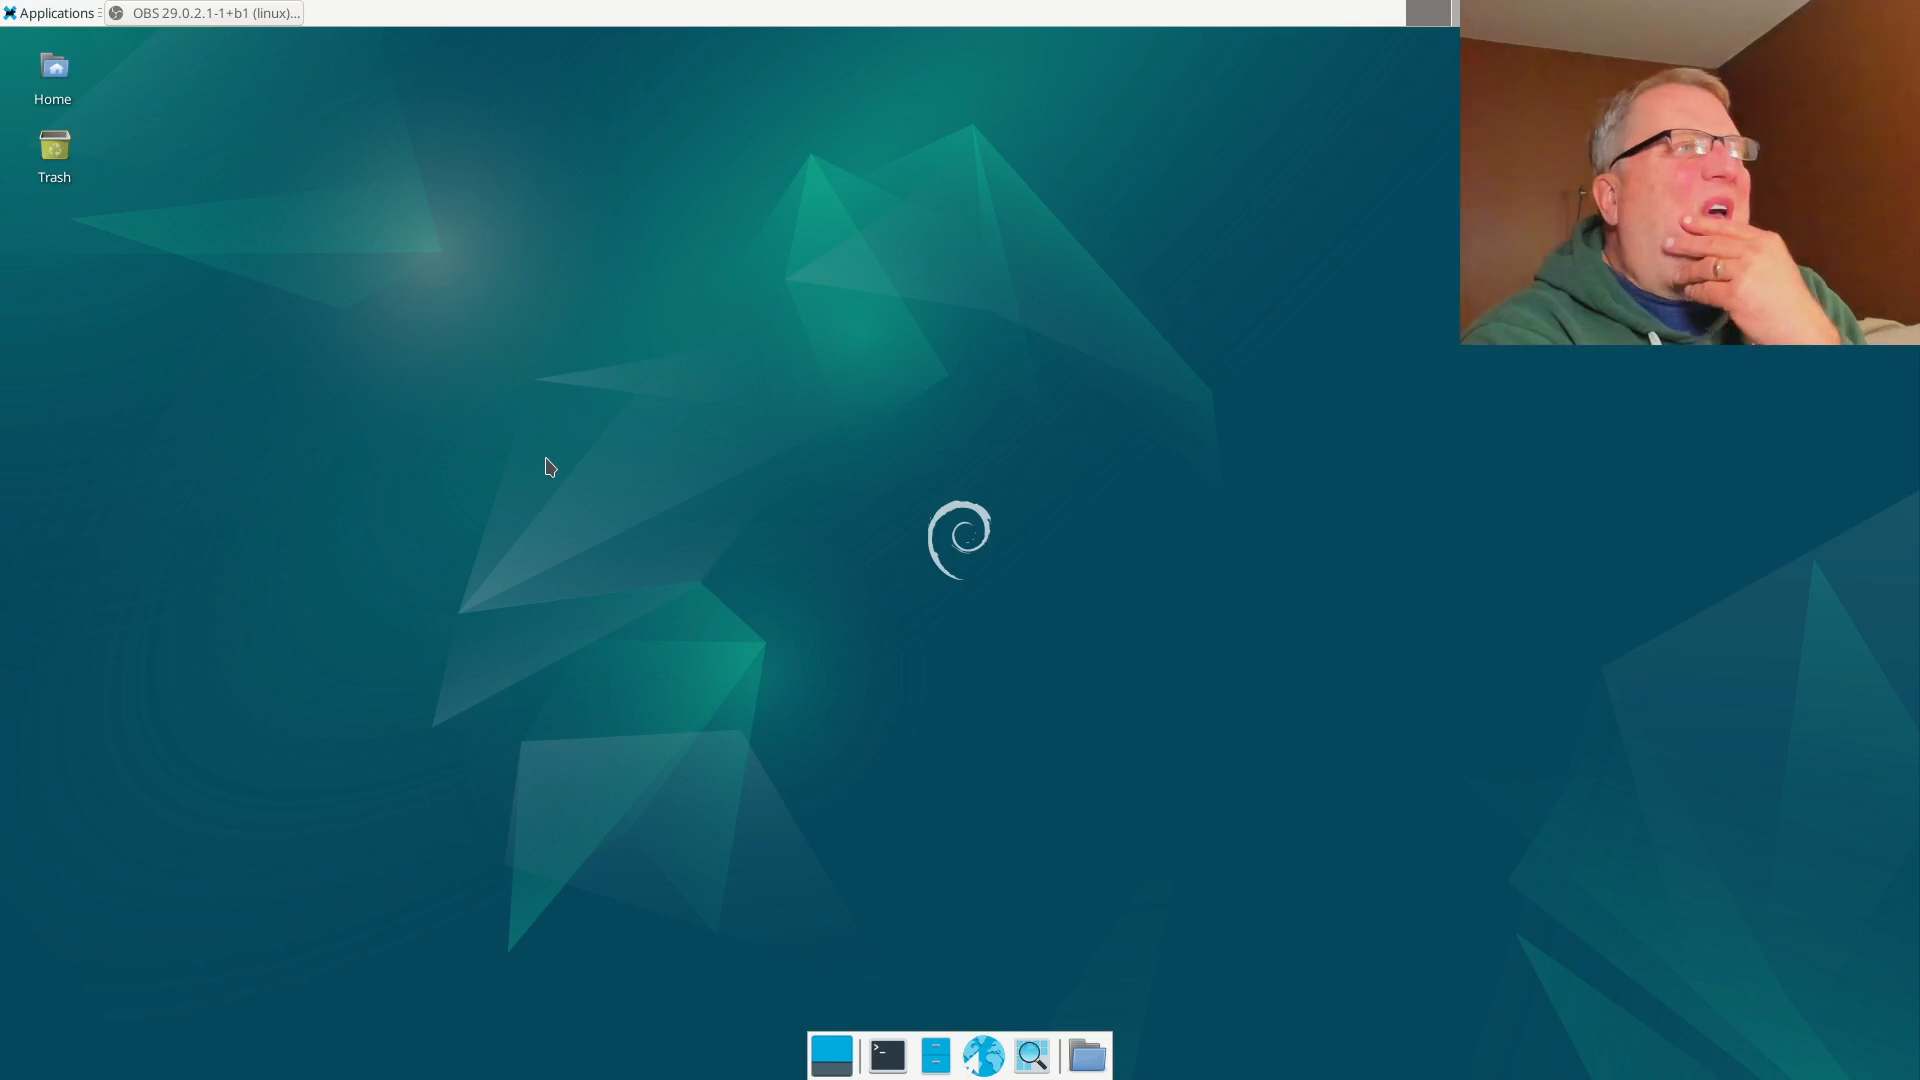 Applications
OBS 29.0.2.1-1+b1 (linux)...
Home
Trash
>_